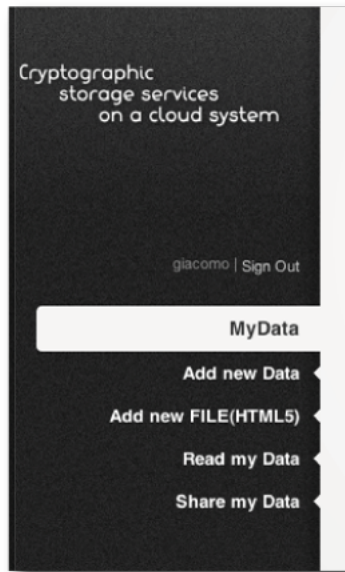 Cryptographic
storage services
on a cloud system
giacomo | Sign Out
MyData
Add new Data
Add new FILE(HTML5)
Read my Data
Share my Data